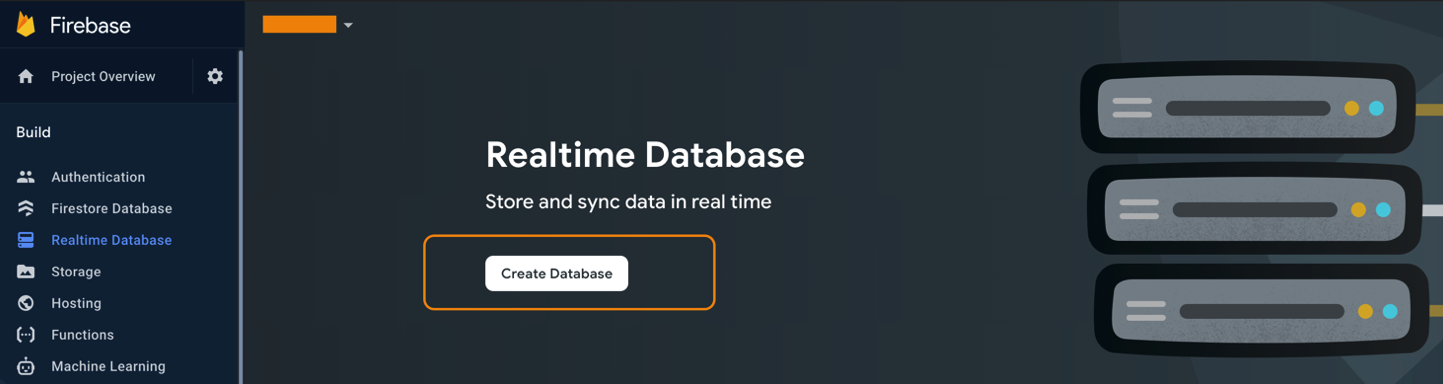 Firebase
Project Overview
Build
Authentication
Firestore Database
Realtime Database
Storage
Hosting
Functions
Machine Learning
Realtime Database
Store and sync data in real time
Create Database